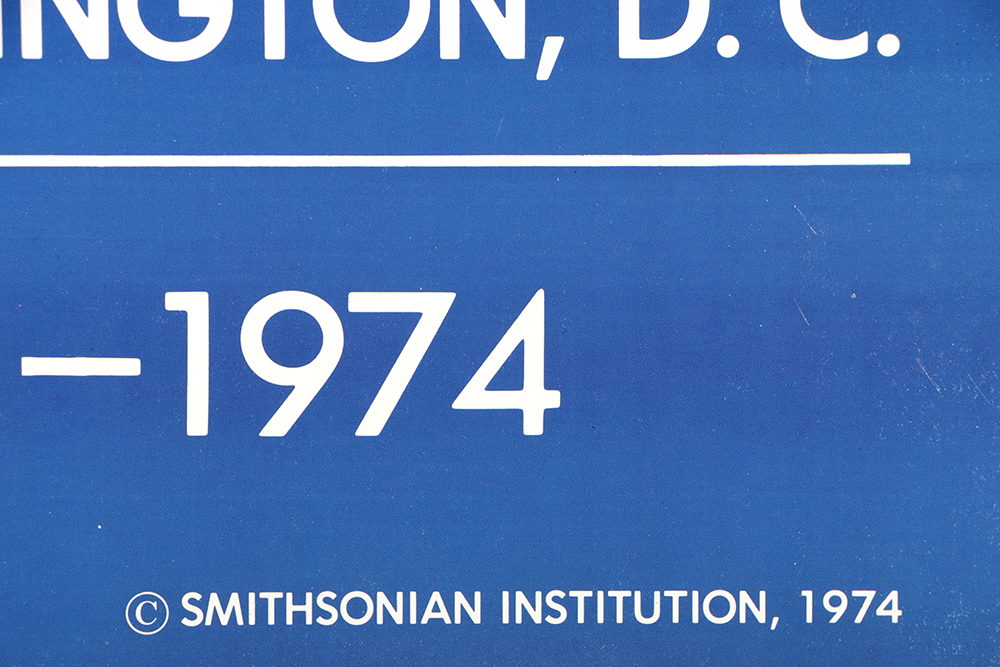 INGTON, D. C.
—1974
© SMITHSONIAN INSTITUTION, 1974